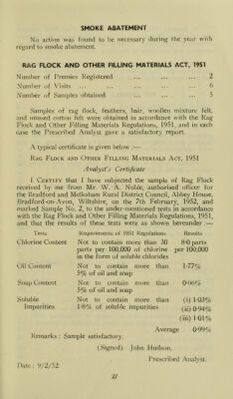 SMOKE ABATEMENT
No action was found to be necessary during the year with
regard to smoke abatement.
RAG FLOCK AND OTHER FILLING MATERIALS ACT, 1951
Number of Premises Registered ... ... ... 2
Number of Visits ... ... ... ... ... 6
Number of Samples obtained ... ... ... 5
Samples of rag flock, feathers, hair, woollen mixture felt,
and unused cotton felt were obtained in accordance with the Rag
Flock and Other Filling Materials Regulations, 1951, and in each
case the Prescribed Analyst gave a satisfactory report.
A typical certificate is given below :—
RAG FLOCK AND OTHER FILLING MATERIALS ACT, 1951
Analyst's Certificate
I CERTIFY that I have subjected the sample of Rag Flock
received by me from Mr. W. A. Noble, authorised officer for
the Bradford and Melksham Rural District Council, Abbey House,
Bradford-on-Avon, Wiltshire, on the 7th February, 1952, and
marked Sample No. 2, to the under-mentioned tests in accordance
with the Rag Flock and Other Filling Materials Regulations, 1951,
and that the results of these tests were as shown hereunder :—
Tests Requirements of 1951 Regulations Results
Chlorine Content Not to contain more than 30 8·0 parts
parts per 100,000 of chlorine per 100,000
in the form of soluble chlorides
Oil Content Not to contain more than 1·77%
5% of oil and soap
Soap Content Not to contain more than 0·66%
5% of oil and soap
Soluble Not to contain more than (i) 1·03%
Impurities 1·8% of soluble impurities. (ii) 0·94%
(iii) 1·01%
Average 0·99%
Remarks : Sample satisfactory.
(Signed) John Hudson,
Prescribed Analyst.
Date : 9/2/52.
27